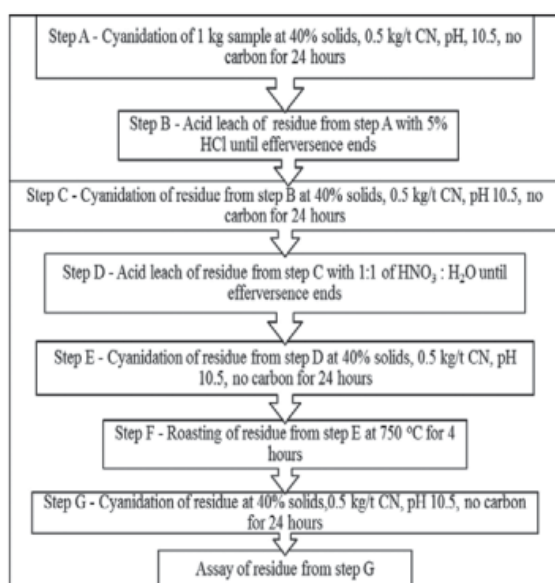 Step A - Cyanidation of 1 kg sample at 40% solids, 0.5 kg/t CN, pH, 10.5, no
carbon for 24 hours
Step B - Acid leach of residue from step A with 5%
HCl until efferversence ends
Step C - Cyanidation of residue from step B at 40% solids, 0.5 kg/t CN, pH 10.5, no
carbon for 24 hours
Step D - Acid leach of residue from step C with 1:1 of HNO₃ : H₂O until
efferversence ends
Step E - Cyanidation of residue from step D at 40% solids, 0.5 kg/t CN, pH
10.5, no carbon for 24 hours
Step F - Roasting of residue from step E at 750 ⁰C for 4
hours
Step G - Cyanidation of residue at 40% solids,0.5 kg/t CN, pH 10.5, no carbon
for 24 hours
Assay of residue from step G